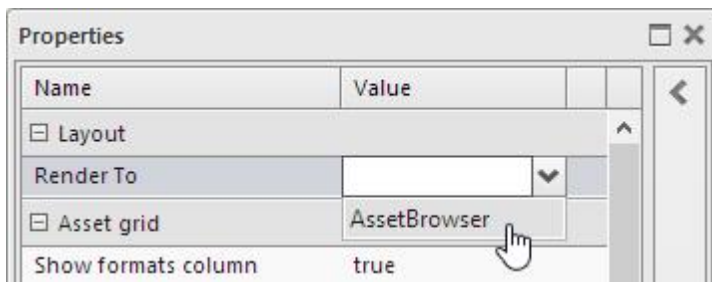 Properties
Name Value
Layout
Render To
Asset grid AssetBrowser
Show formats column true